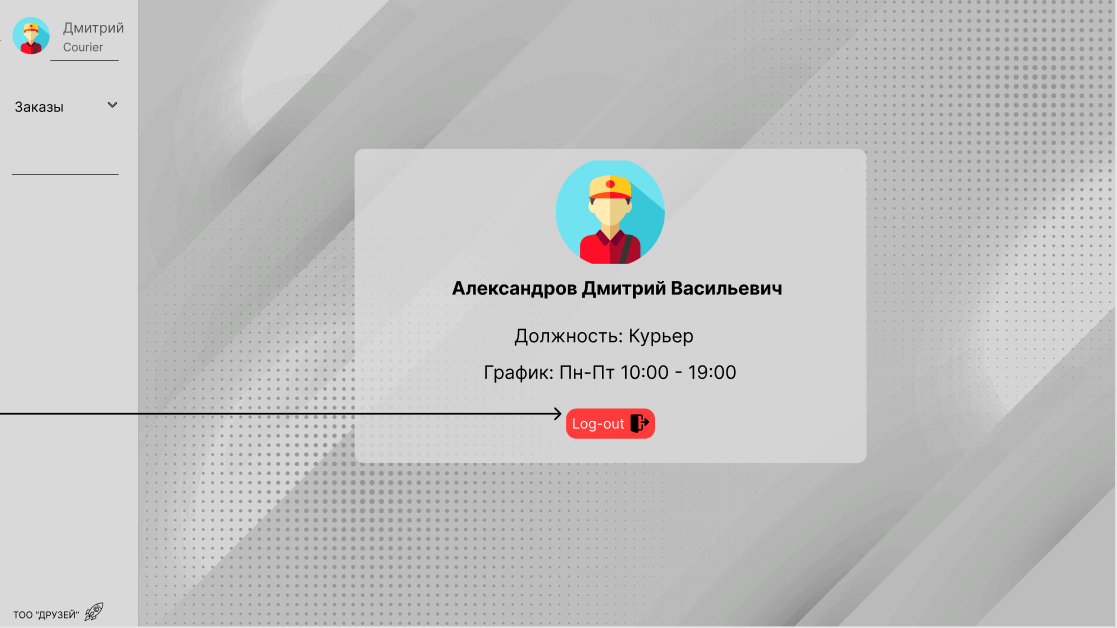 Дмитрий
Courier
Заказы
Александров Дмитрий Васильевич
Должность: Курьер
График: Пн-Пт 10:00 - 19:00
Log-out
ТОО "ДРУЗЕЙ"